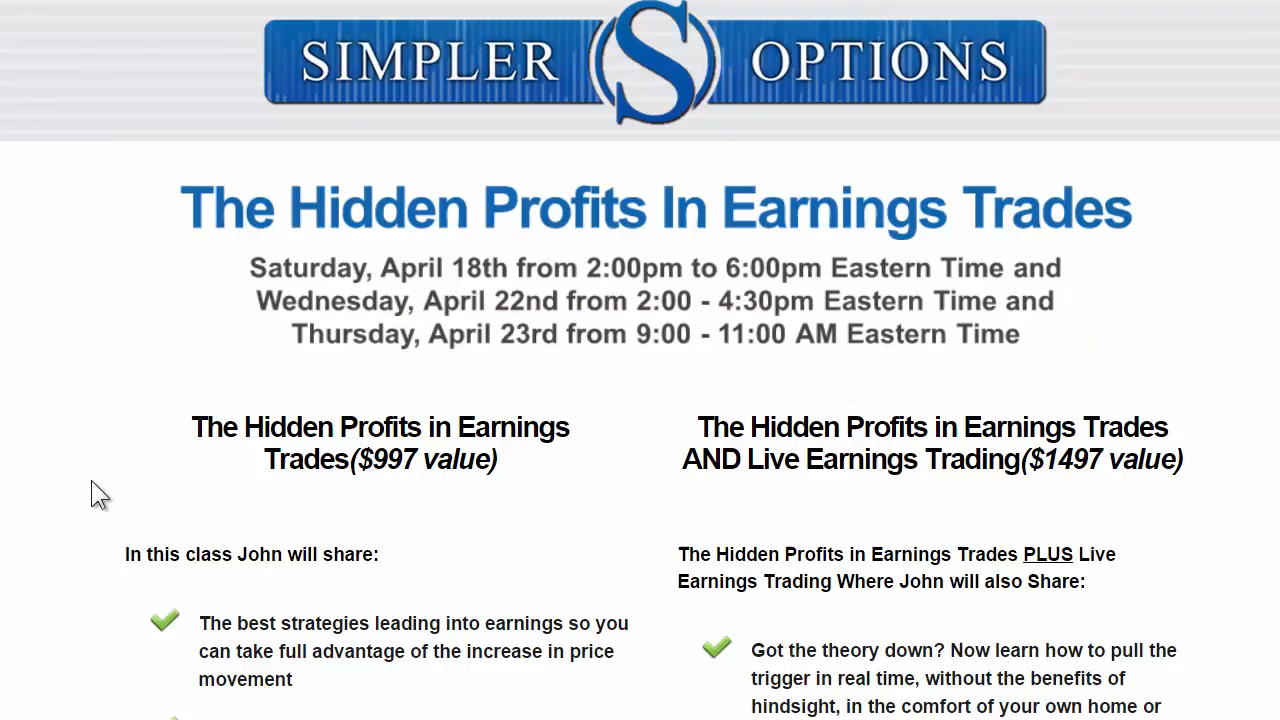 SIMPLER S OPTIONS
The Hidden Profits In Earnings Trades
Saturday, April 18th from 2:00pm to 6:00pm Eastern Time and
Wednesday, April 22nd from 2:00 - 4:30pm Eastern Time and
Thursday, April 23rd from 9:00 - 11:00 AM Eastern Time
The Hidden Profits in Earnings
Trades($997 value)
In this class John will share:
The best strategies leading into earnings so you
can take full advantage of the increase in price
movement
The Hidden Profits in Earnings Trades
AND Live Earnings Trading($1497 value)
The Hidden Profits in Earnings Trades PLUS Live
Earnings Trading Where John will also Share:
Got the theory down? Now learn how to pull the
trigger in real time, without the benefits of
hindsight, in the comfort of your own home or